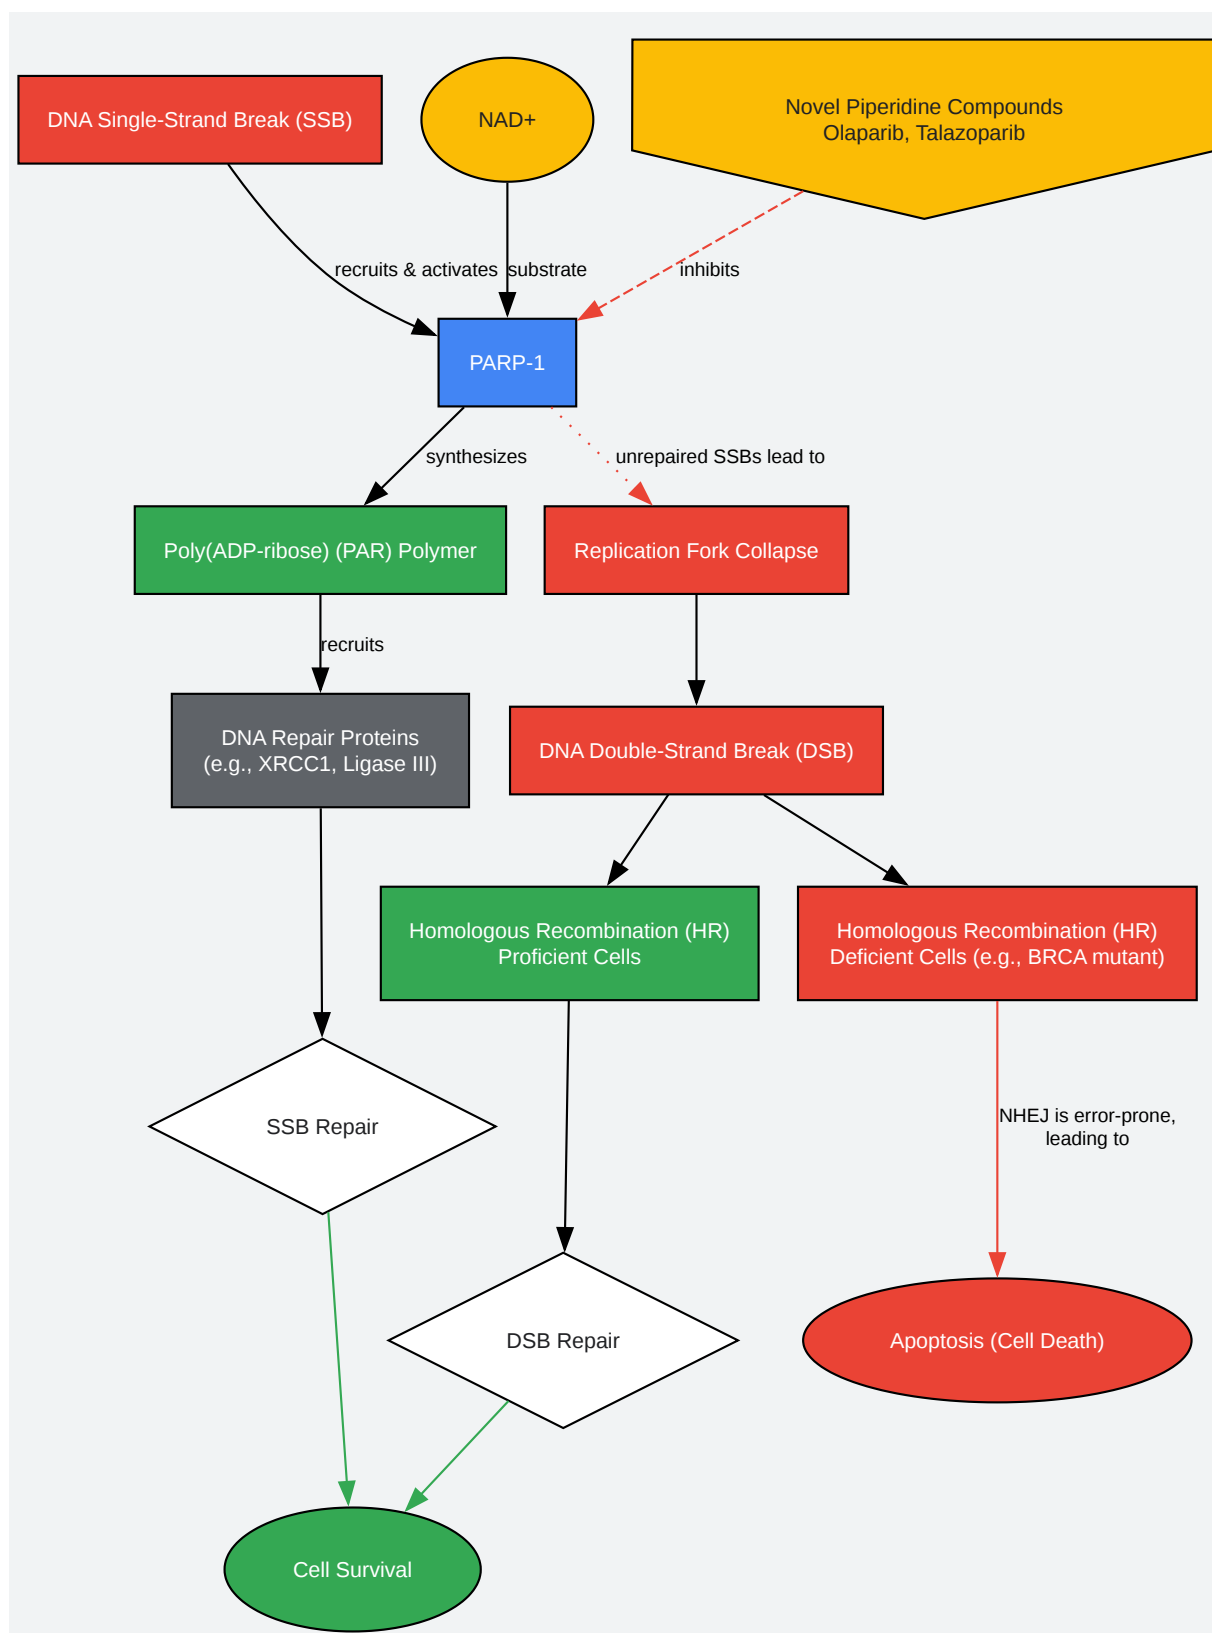 DNA Single-Strand Break (SSB)
NAD+
Novel Piperidine Compounds
Olaparib, Talazoparib
recruits & activates
substrate
inhibits
PARP-1
synthesizes
unrepaired SSBs lead to
Poly(ADP-ribose) (PAR) Polymer
Replication Fork Collapse
recruits
DNA Repair Proteins
(e.g., XRCC1, Ligase III)
DNA Double-Strand Break (DSB)
Homologous Recombination (HR)
Proficient Cells
Homologous Recombination (HR)
Deficient Cells (e.g., BRCA mutant)
SSB Repair
NHEJ is error-prone,
leading to
DSB Repair
Apoptosis (Cell Death)
Cell Survival